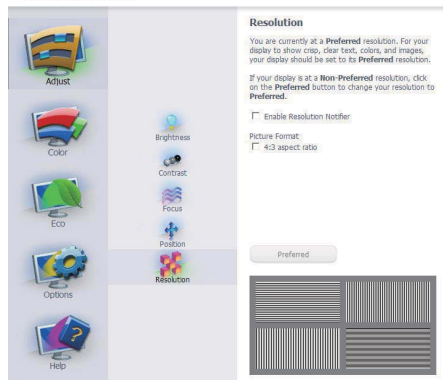 Adjust
Color
Eco
Options
Help
Brightness
Contrast
Focus
Position
Resolution
Resolution
You are currently at a Preferred resolution. For your
display to show crisp, clear text, colors, and images,
your display should be set to its Preferred resolution.
If your display is at a Non-Preferred resolution, click
on the Preferred button to change your resolution to
Preferred.
Enable Resolution Notifier
Picture Format
4:3 aspect ratio
Preferred